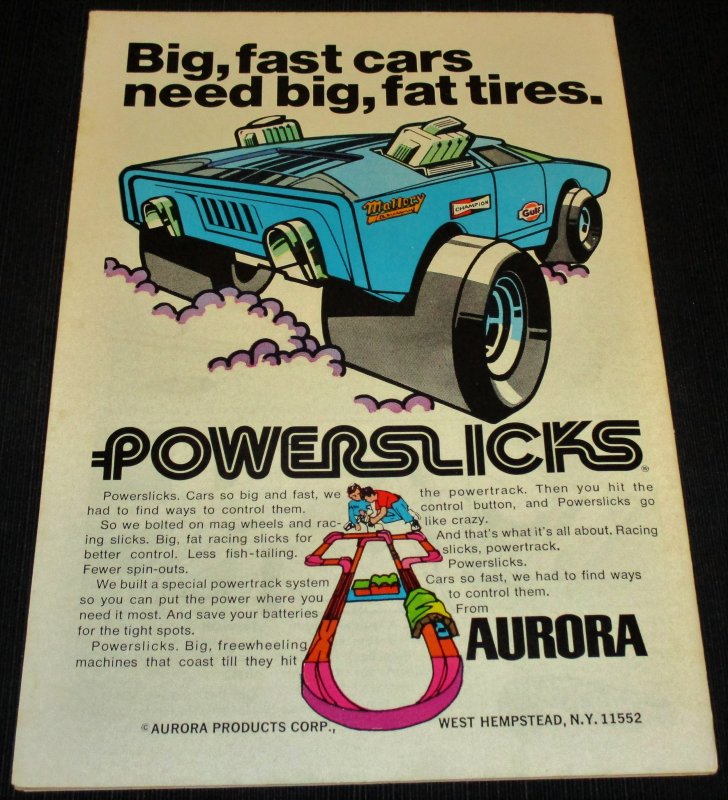 Big, fast cars
need big, fat tires.
Mallory
CHAMPION
Gulf
POWERSLICKS®
Powerslicks. Cars so big and fast, we
had to find ways to control them.
So we bolted on mag wheels and rac-
ing slicks. Big, fat racing slicks for
better control. Less fish-tailing.
Fewer spin-outs.
We built a special powertrack system
so you can put the power where you
need it most. And save your batteries
for the tight spots.
Powerslicks. Big, freewheeling
machines that coast till they hit
the powertrack. Then you hit the
control button, and Powerslicks go
like crazy.
And that's what it's all about. Racing
slicks, powertrack.
Powerslicks.
Cars so fast, we had to find ways
to control them.
From
AURORA
© AURORA PRODUCTS CORP., WEST HEMPSTEAD, N.Y. 11552